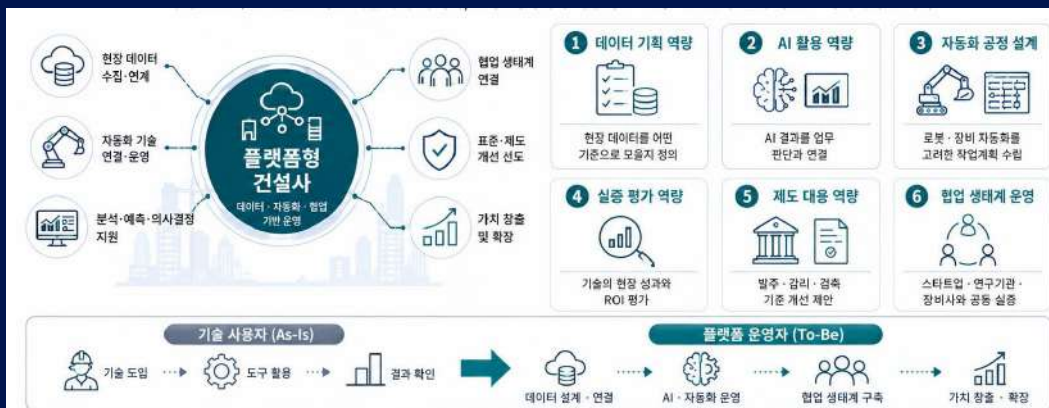 현장 데이터
수집·연계
자동화 기술
연결·운영
분석·예측·의사결정
지원
플랫폼형
건설사
데이터·자동화·협업
기반 운영
협업 생태계
연결
표준·제도
개선 선도
가치 창출
및 확장
1 데이터 기획 역량
현장 데이터를 어떤
기준으로 모을지 정의
2 AI 활용 역량
AI 결과를 업무
판단과 연결
3 자동화 공정 설계
로봇·장비 자동화를
고려한 작업계획 수립
4 실증 평가 역량
기술의 현장 성과와
ROI 평가
5 제도 대응 역량
발주·감리·검측
기준 개선 제안
6 협업 생태계 운영
스타트업·연구기관·
장비사와 공동 실증
기술 사용자 (As-Is)
기술 도입
도구 활용
결과 확인
플랫폼 운영자 (To-Be)
데이터 설계·연결
AI·자동화 운영
협업 생태계 구축
가치 창출·확장